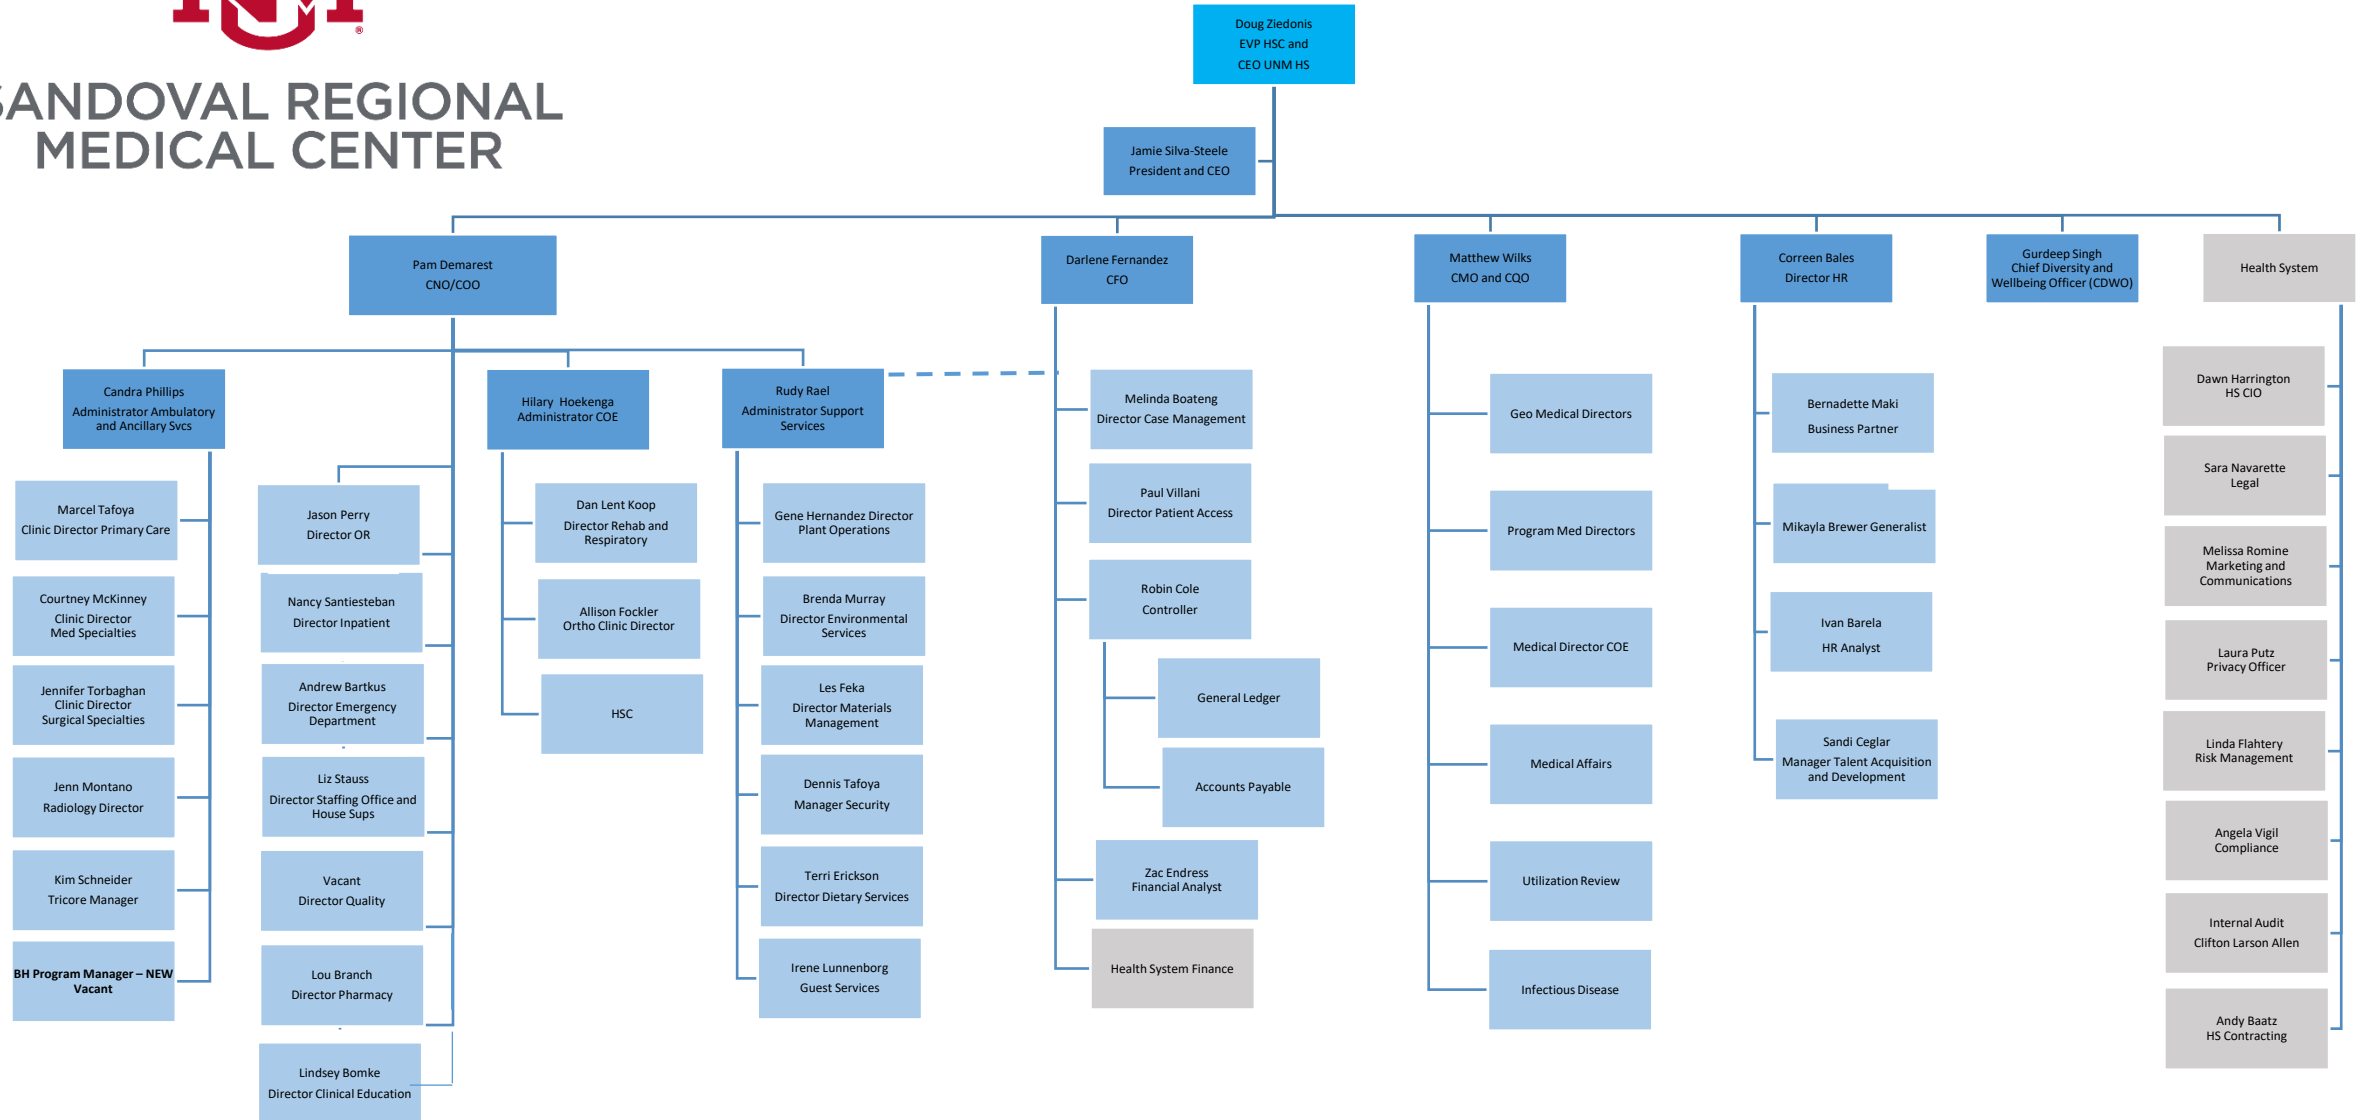 SANDOVAL REGIONAL
MEDICAL CENTER
Doug Ziedonis
EVP HSC and
CEO UNM HS
Jamie Silva-Steele
President and CEO
Pam Demarest
CNO/COO
Darlene Fernandez
CFO
Matthew Wilks
CMO and CQO
Correen Bales
Director HR
Gurdeep Singh
Chief Diversity and
Wellbeing Officer (CDWO)
Health System
Candra Phillips
Administrator Ambulatory
and Ancillary Svcs
Marcel Tafoya
Clinic Director Primary Care
Courtney McKinney
Clinic Director
Med Specialties
Jennifer Torbaghan
Clinic Director
Surgical Specialties
Jenn Montano
Radiology Director
Kim Schneider
Tricore Manager
BH Program Manager – NEW
Vacant
Jason Perry
Director OR
Nancy Santiesteban
Director Inpatient
Andrew Bartkus
Director Emergency
Department
Liz Stauss
Director Staffing Office and
House Sups
Vacant
Director Quality
Lou Branch
Director Pharmacy
Lindsey Bomke
Director Clinical Education
Hilary Hoekenga
Administrator COE
Dan Lent Koop
Director Rehab and
Respiratory
Allison Fockler
Ortho Clinic Director
HSC
Rudy Rael
Administrator Support
Services
Gene Hernandez Director
Plant Operations
Brenda Murray
Director Environmental
Services
Les Feka
Director Materials
Management
Dennis Tafoya
Manager Security
Terri Erickson
Director Dietary Services
Irene Lunnenborg
Guest Services
Melinda Boateng
Director Case Management
Paul Villani
Director Patient Access
Robin Cole
Controller
General Ledger
Accounts Payable
Zac Endress
Financial Analyst
Health System Finance
Geo Medical Directors
Program Med Directors
Medical Director COE
Medical Affairs
Utilization Review
Infectious Disease
Bernadette Maki
Business Partner
Mikayla Brewer Generalist
Ivan Barela
HR Analyst
Sandi Ceglar
Manager Talent Acquisition
and Development
Dawn Harrington
HS CIO
Sara Navarette
Legal
Melissa Romine
Marketing and
Communications
Laura Putz
Privacy Officer
Linda Flahtery
Risk Management
Angela Vigil
Compliance
Internal Audit
Clifton Larson Allen
Andy Baatz
HS Contracting